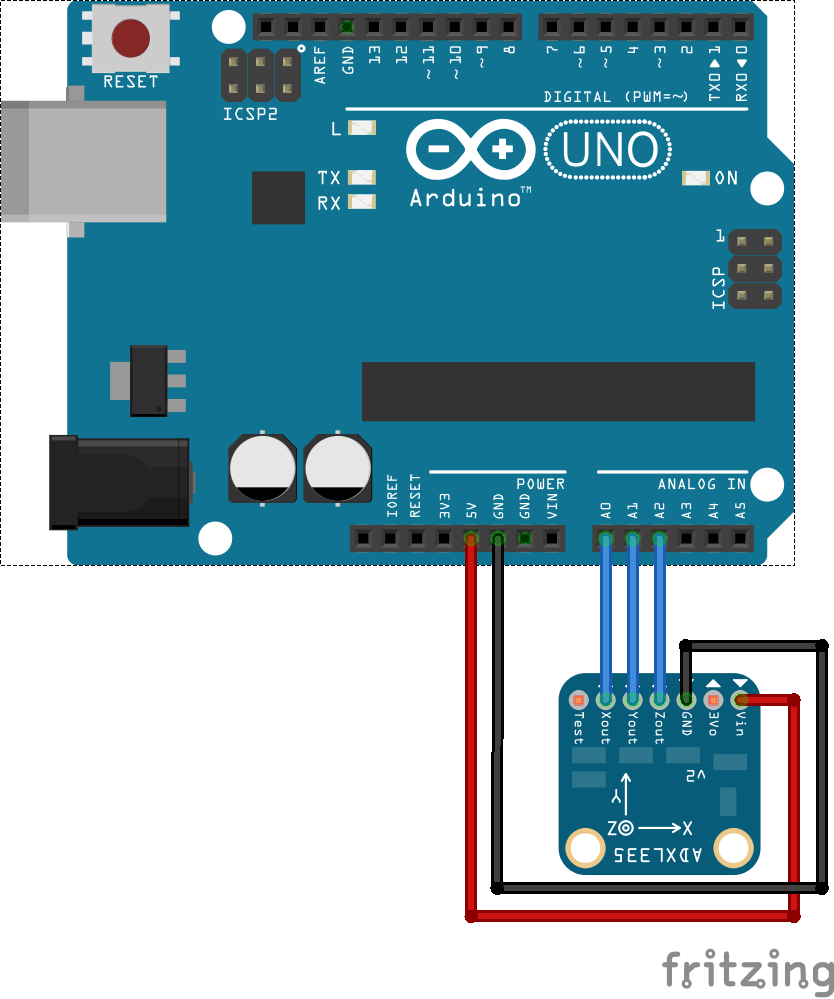 RESET
ICSP2
AREF
GND
13
12
~11
~10
~9
8
7
~6
~5
4
~3
2
TX0▶1
RX0◀0
DIGITAL (PWM=~)
L
TX
RX
Arduino™
UNO
ON
1
ICSP
IOREF
RESET
3V3
5V
GND
GND
VIN
POWER
A0
A1
A2
A3
A4
A5
ANALOG IN
Test
Xout
Yout
Zout
GND
3Vo
Vin
v2
Y
Z
X
ADXL335
fritzing